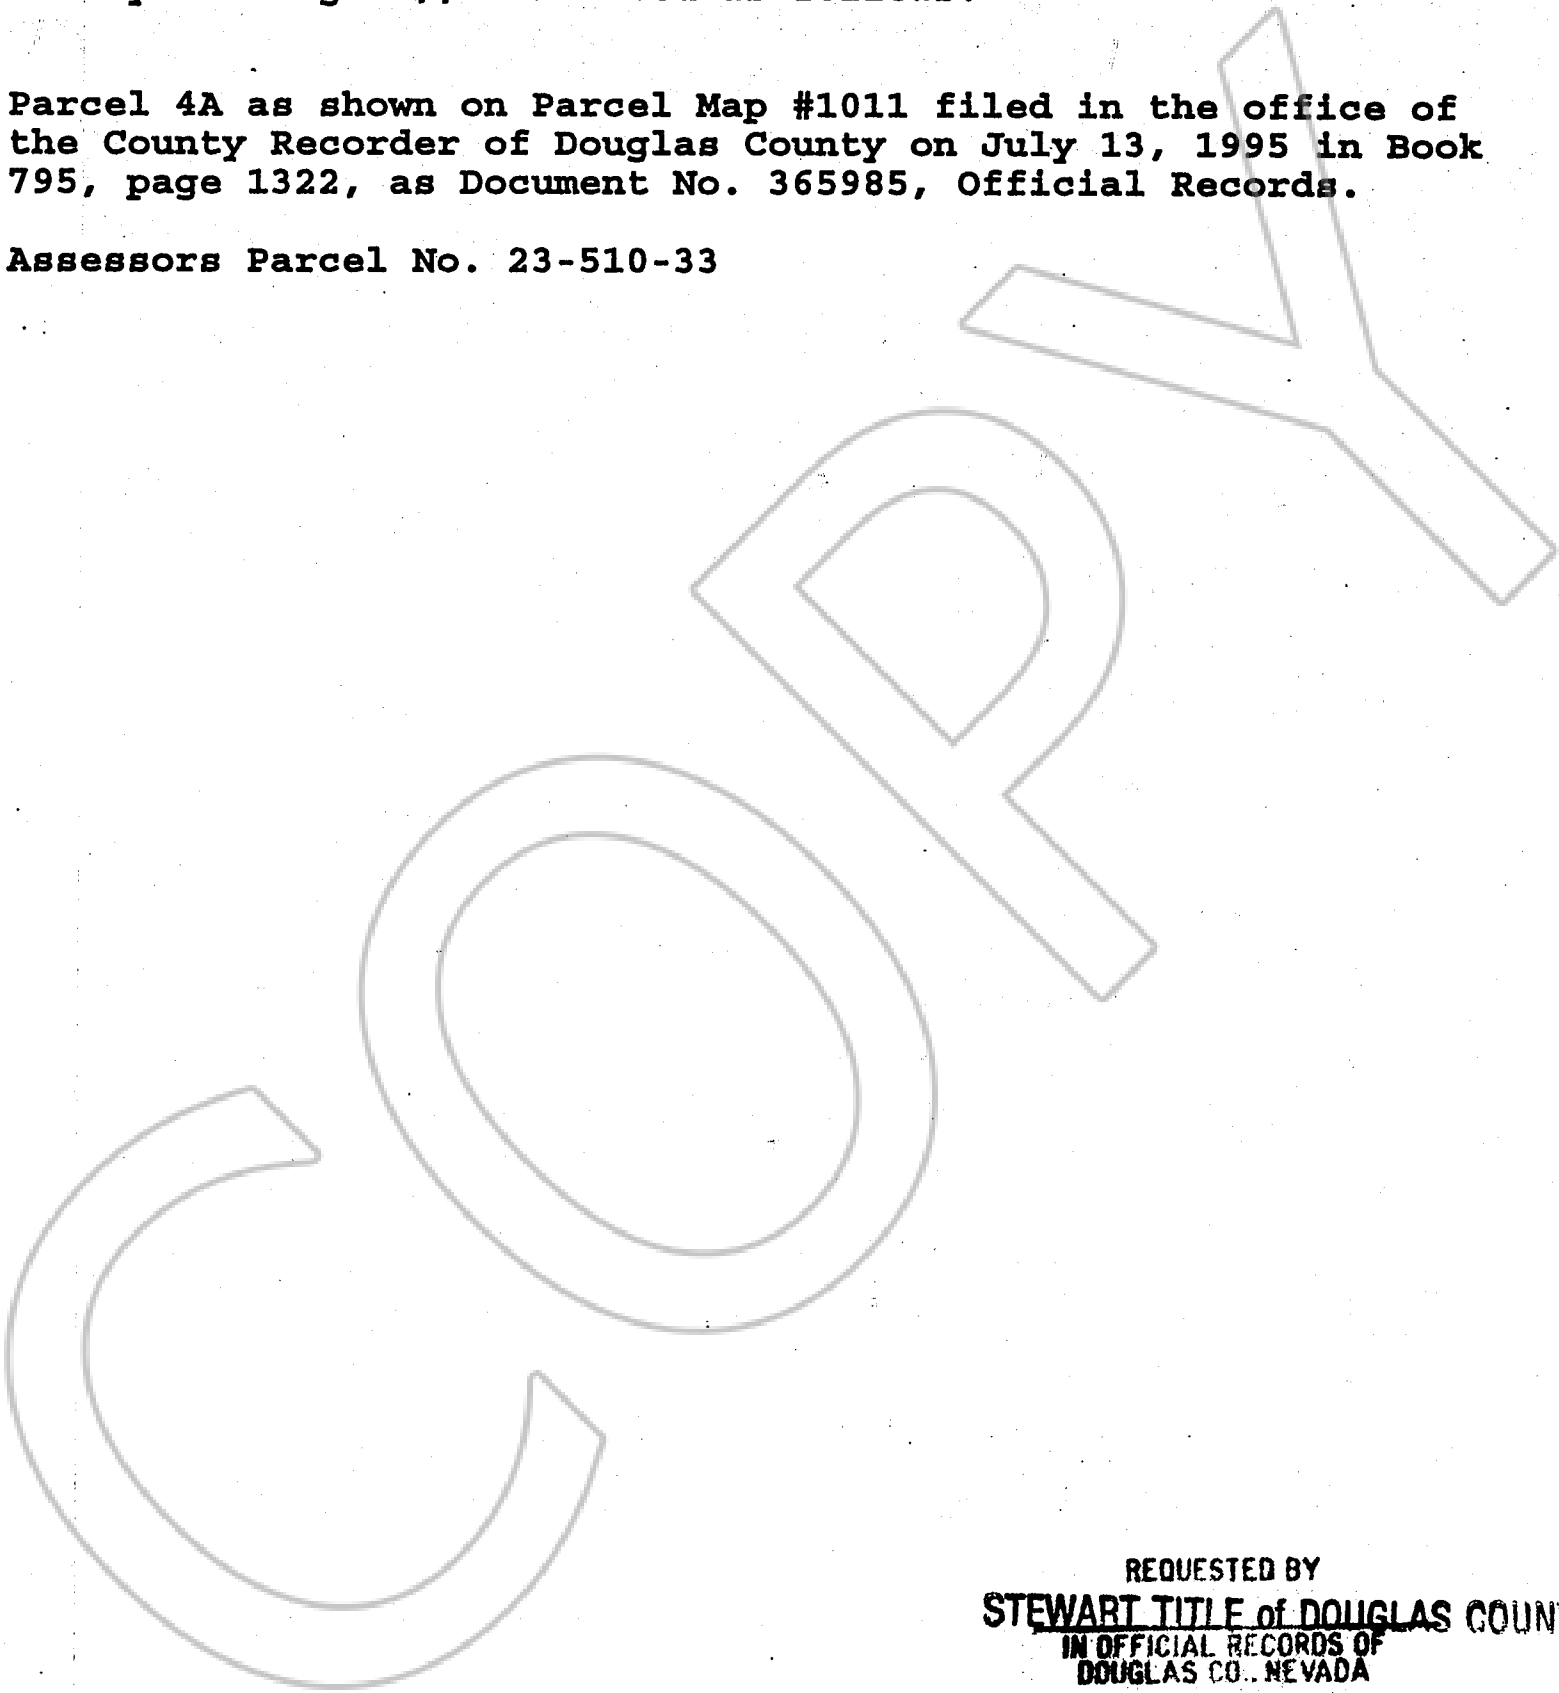 Parcel 4A as shown on Parcel Map #1011 filed in the office of
the County Recorder of Douglas County on July 13, 1995 in Book
795, page 1322, as Document No. 365985, Official Records.
Assessors Parcel No. 23-510-33
COPY
REQUESTED BY
STEWART TITLE of DOUGLAS COUN
IN OFFICIAL RECORDS OF
DOUGLAS CO., NEVADA